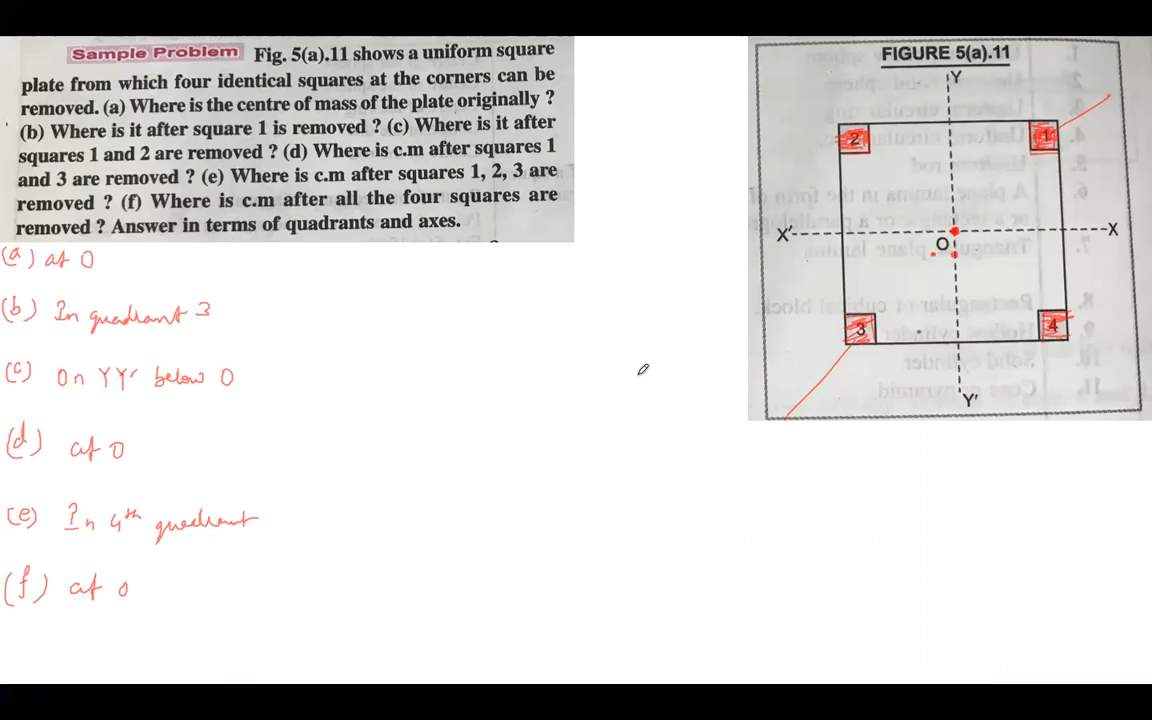 Sample Problem Fig. 5(a).11 shows a uniform square
plate from which four identical squares at the corners can be
removed. (a) Where is the centre of mass of the plate originally ?
(b) Where is it after square 1 is removed ? (c) Where is it after
squares 1 and 2 are removed ? (d) Where is c.m after squares 1
and 3 are removed ? (e) Where is c.m after squares 1, 2, 3 are
removed ? (f) Where is c.m after all the four squares are
removed ? Answer in terms of quadrants and axes.
(a) at O
(b) In quadrant 3
(c) On YY' below O
(d) at O
(e) In 4th quadrant
(f) at O
FIGURE 5(a).11
Y
2
1
X'
X
O
3
4
Y'